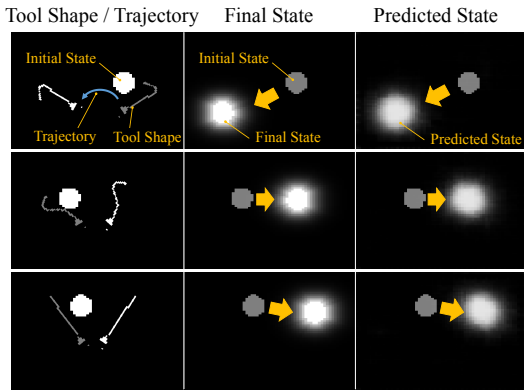 Tool Shape / Trajectory Final State Predicted State
Initial State Initial State
Trajectory Tool Shape Final State Predicted State